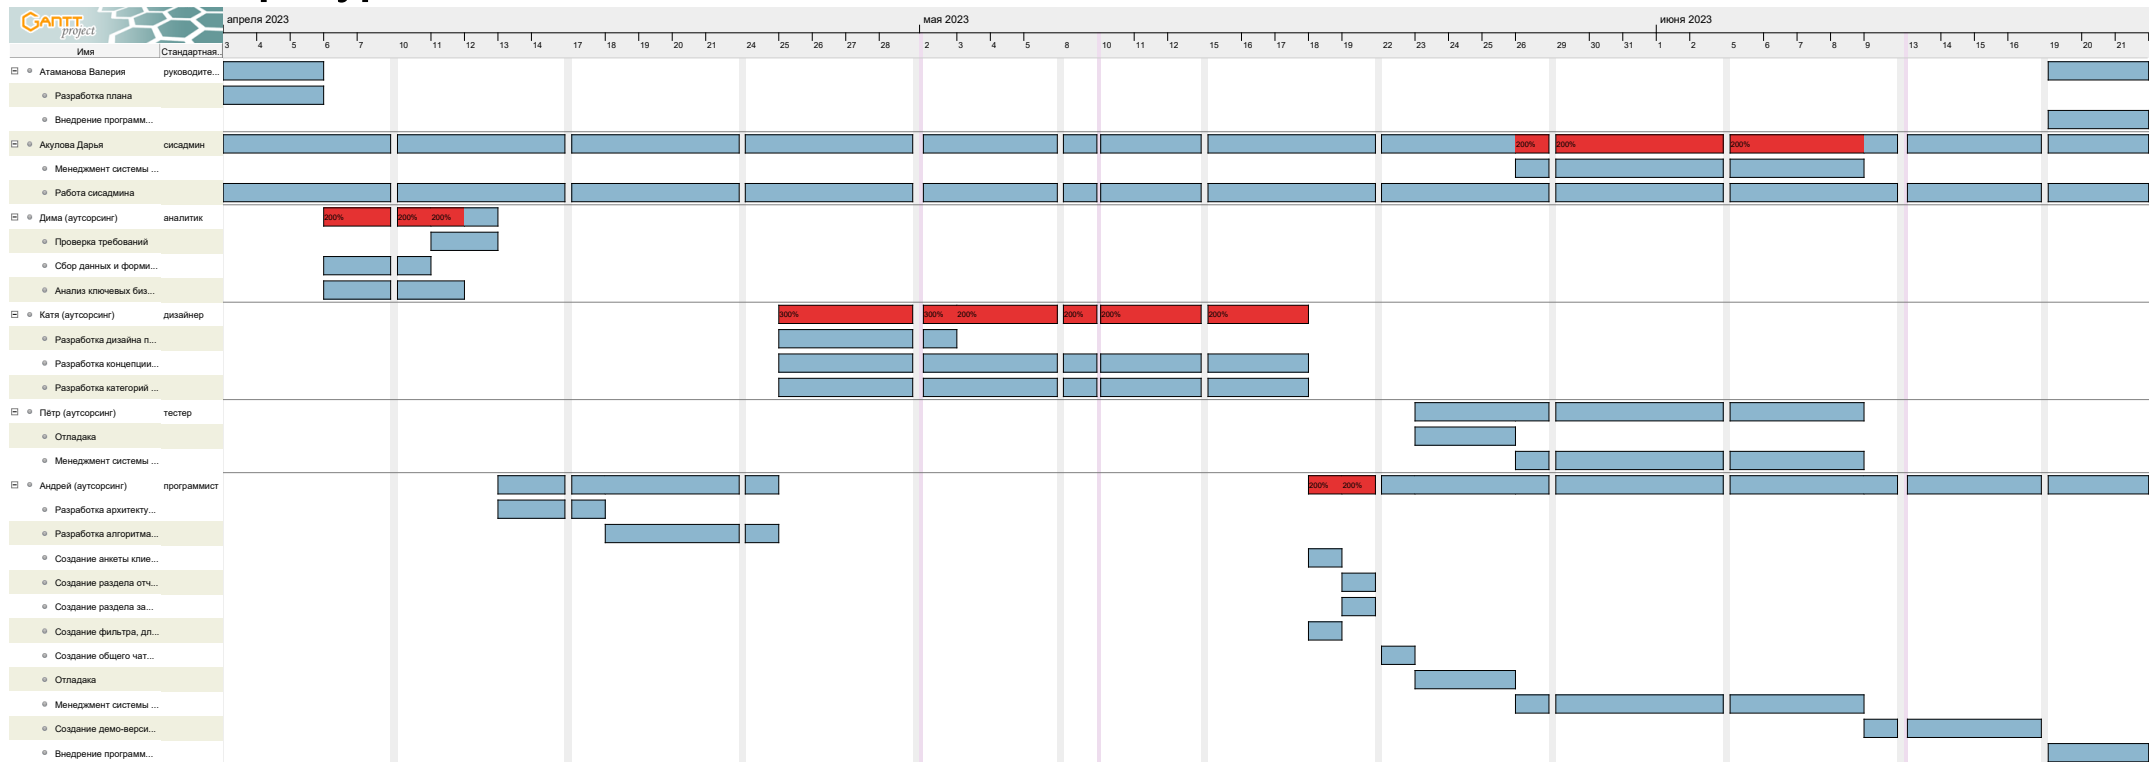 GANTT project
апреля 2023 мая 2023 июня 2023
Имя Стандартная..
3 4 5 6 7 10 11 12 13 14 17 18 19 20 21 24 25 26 27 28 2 3 4 5 8 10 11 12 15 16 17 18 19 22 23 24 25 26 29 30 31 1 2 5 6 7 8 9 13 14 15 16 19 20 21
Атаманова Валерия руководите...
Разработка плана
Внедрение программ...
Акулова Дарья сисадмин 200% 200% 200%
Менеджмент системы ...
Работа сисадмина
Дима (аутсорсинг) аналитик 200% 200% 200%
Проверка требований
Сбор данных и форми...
Анализ ключевых биз...
Катя (аутсорсинг) дизайнер 300% 300% 200% 200% 200% 200%
Разработка дизайна п...
Разработка концепции...
Разработка категорий ...
Пётр (аутсорсинг) тестер
Отладака
Менеджмент системы ...
Андрей (аутсорсинг) программист 200% 200%
Разработка архитекту...
Разработка алгоритма...
Создание анкеты клие...
Создание раздела отч...
Создание раздела за...
Создание фильтра, дл...
Создание общего чат...
Отладака
Менеджмент системы ...
Создание демо-верси...
Внедрение программ...